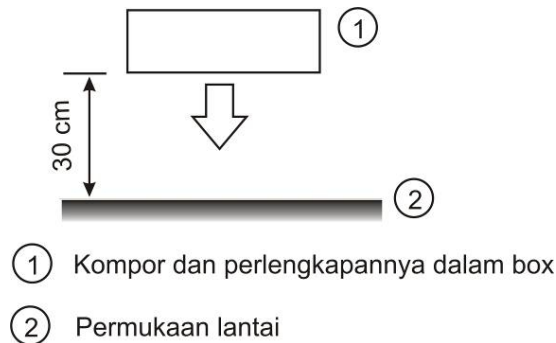 1
30 cm
2
1 Kompor dan perlengkapannya dalam box
2 Permukaan lantai